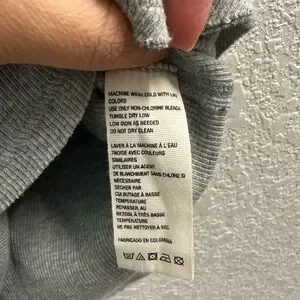 MACHINE WASH COLD WITH LIKE
COLORS
USE ONLY NON-CHLORINE BLEACH
TUMBLE DRY LOW
LOW IRON AS NEEDED
DO NOT DRY CLEAN
LAVER À LA MACHINE À L'EAU
FROIDE AVEC COULEURS
SIMILAIRES
UTILISER UN AGENT
DE BLANCHIMENT SANS CHLONG SI
NÉCESSAIRE
SECHER PAR
CULBUTAGE À BASSE
TEMPÉRATURE
REPASSER, AU
BESOIN, À TRÈS BASSE
TEMPÉRATURE
NE PAS NETTOYER À SEC
FABRICADO EN COLOMBIA